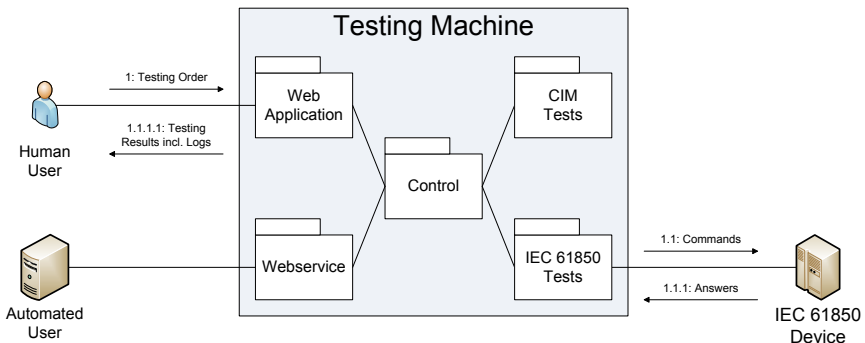 Testing Machine
1: Testing Order
1.1.1.1: Testing
Results incl. Logs
Human
User
Web
Application
CIM
Tests
Control
Webservice
IEC 61850
Tests
1.1: Commands
1.1.1: Answers
Automated
User
IEC 61850
Device